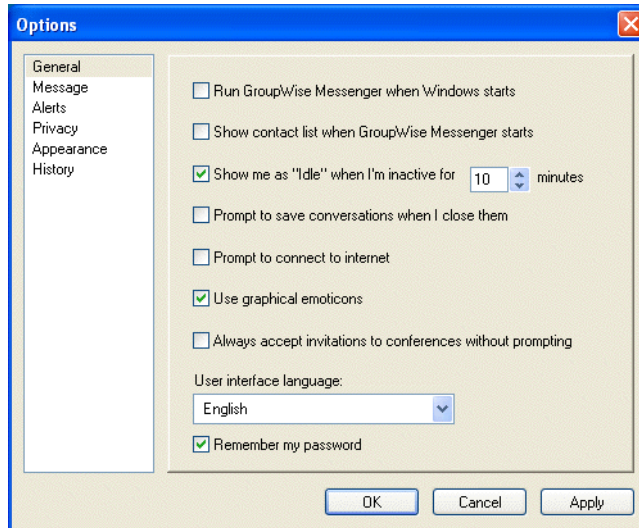 Options
General
Message
Alerts
Privacy
Appearance
History
Run GroupWise Messenger when Windows starts
Show contact list when GroupWise Messenger starts
Show me as "Idle" when I'm inactive for 10 minutes
Prompt to save conversations when I close them
Prompt to connect to internet
Use graphical emoticons
Always accept invitations to conferences without prompting
User interface language:
English
Remember my password
OK Cancel Apply